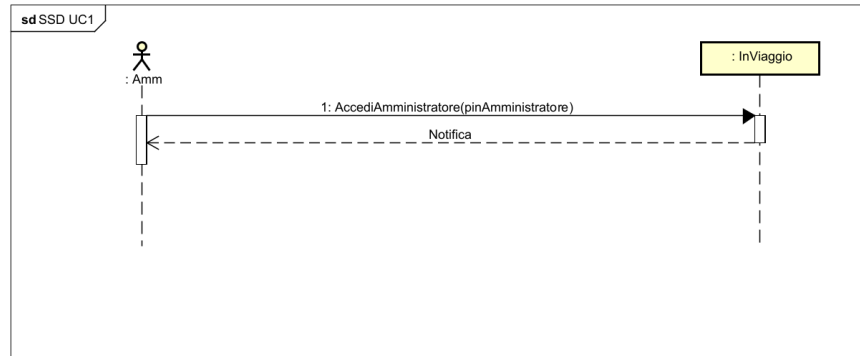 sd SSD UC1
: Amm
: InViaggio
1: AccediAmministratore(pinAmministratore)
Notifica